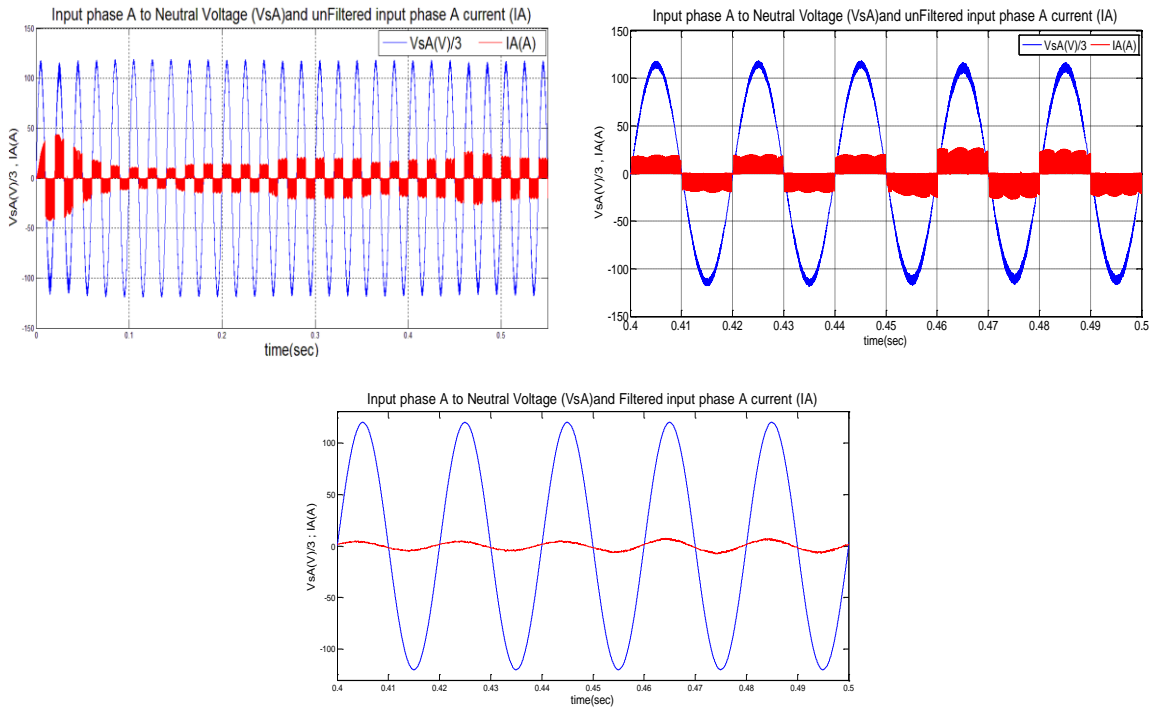 Input phase A to Neutral Voltage (VsA)and unFiltered input phase A current (IA)
VsA(V)/3 IA(A)
150
100
50
0
-50
-100
-150
VsA(V)/3 , IA(A)
0 0.1 0.2 0.3 0.4 0.5
time(sec)
Input phase A to Neutral Voltage (VsA)and unFiltered input phase A current (IA)
VsA(V)/3 IA(A)
150
100
50
0
-50
-100
-150
VsA(V)/3 , IA(A)
0.4 0.41 0.42 0.43 0.44 0.45 0.46 0.47 0.48 0.49 0.5
time(sec)
Input phase A to Neutral Voltage (VsA)and Filtered input phase A current (IA)
100
50
0
-50
-100
VsA(V)/3 ; IA(A)
0.4 0.41 0.42 0.43 0.44 0.45 0.46 0.47 0.48 0.49 0.5
time(sec)